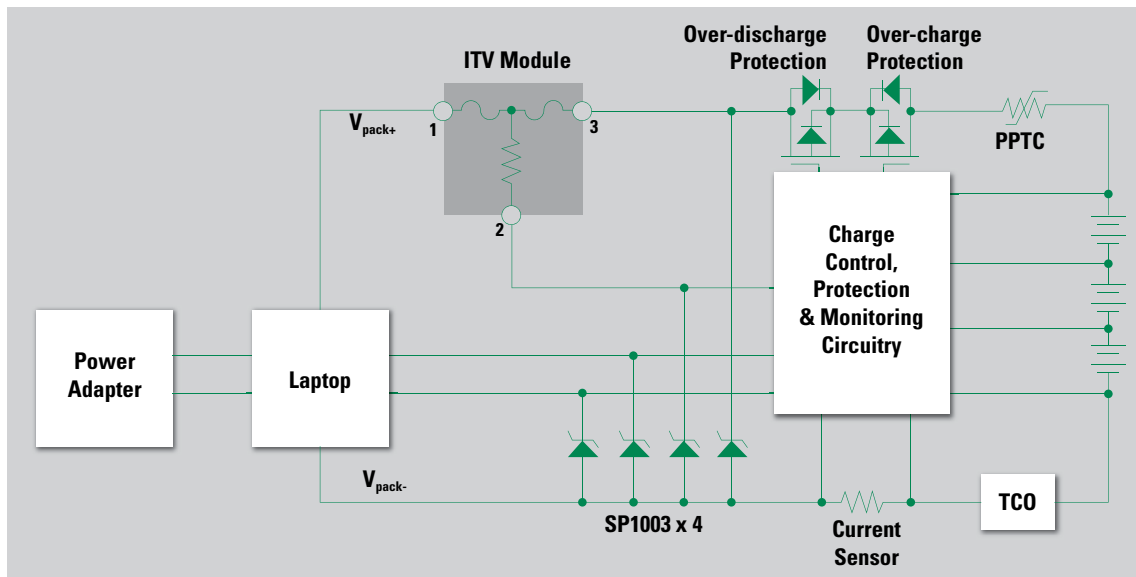 Over-discharge
Protection
Over-charge
Protection
ITV Module
Vpack+
1
3
2
PPTC
Charge
Control,
Protection
& Monitoring
Circuitry
Power
Adapter
Laptop
Vpack-
SP1003 x 4
Current
Sensor
TCO